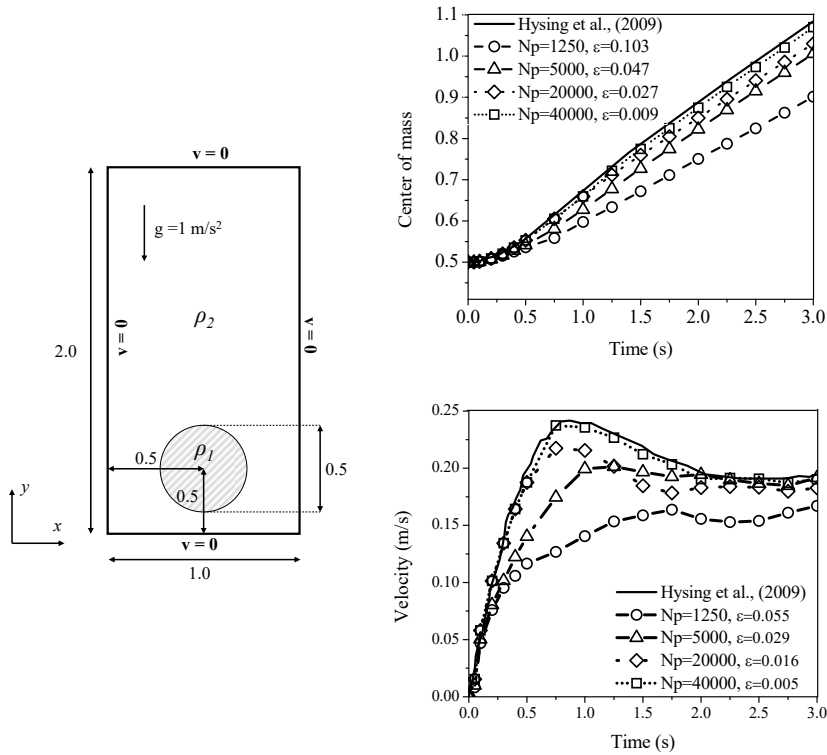 v = 0
g =1 m/s²
ρ₂
v = 0
v = 0
2.0
ρ₁
0.5
0.5
0.5
y
x
v = 0
1.0
Hysing et al., (2009)
Np=1250, ε=0.103
Np=5000, ε=0.047
Np=20000, ε=0.027
Np=40000, ε=0.009
Center of mass
1.1
1.0
0.9
0.8
0.7
0.6
0.5
0.4
0.0 0.5 1.0 1.5 2.0 2.5 3.0
Time (s)
Velocity (m/s)
0.25
0.20
0.15
0.10
0.05
0.00
Hysing et al., (2009)
Np=1250, ε=0.055
Np=5000, ε=0.029
Np=20000, ε=0.016
Np=40000, ε=0.005
0.0 0.5 1.0 1.5 2.0 2.5 3.0
Time (s)